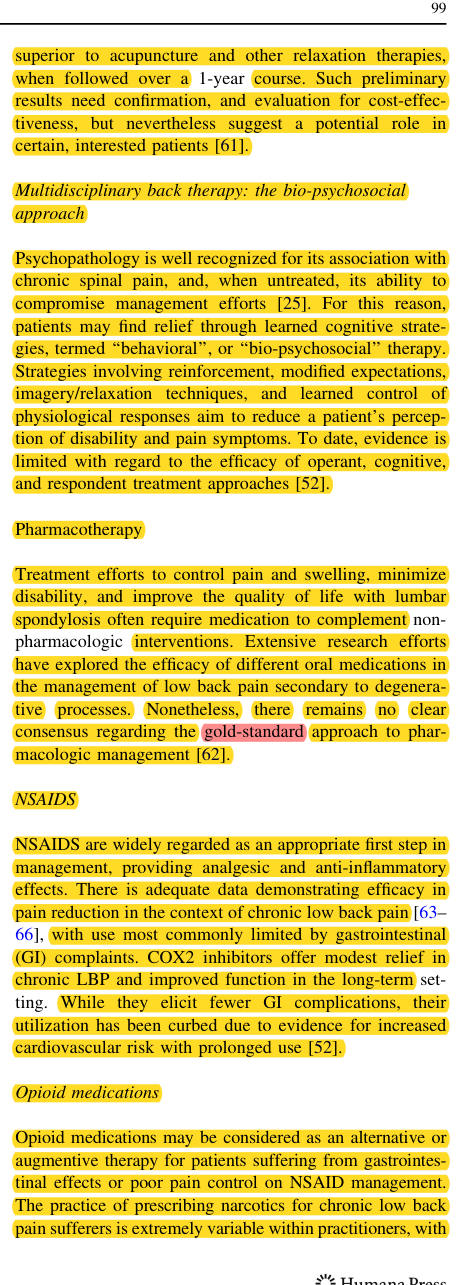 99
superior to acupuncture and other relaxation therapies,
when followed over a 1-year course. Such preliminary
results need confirmation, and evaluation for cost-effec-
tiveness, but nevertheless suggest a potential role in
certain, interested patients [61].
Multidisciplinary back therapy: the bio-psychosocial
approach
Psychopathology is well recognized for its association with
chronic spinal pain, and, when untreated, its ability to
compromise management efforts [25]. For this reason,
patients may find relief through learned cognitive strate-
gies, termed “behavioral”, or “bio-psychosocial” therapy.
Strategies involving reinforcement, modified expectations,
imagery/relaxation techniques, and learned control of
physiological responses aim to reduce a patient’s percep-
tion of disability and pain symptoms. To date, evidence is
limited with regard to the efficacy of operant, cognitive,
and respondent treatment approaches [52].
Pharmacotherapy
Treatment efforts to control pain and swelling, minimize
disability, and improve the quality of life with lumbar
spondylosis often require medication to complement non-
pharmacologic interventions. Extensive research efforts
have explored the efficacy of different oral medications in
the management of low back pain secondary to degenera-
tive processes. Nonetheless, there remains no clear
consensus regarding the gold-standard approach to phar-
macologic management [62].
NSAIDS
NSAIDS are widely regarded as an appropriate first step in
management, providing analgesic and anti-inflammatory
effects. There is adequate data demonstrating efficacy in
pain reduction in the context of chronic low back pain [63–
66], with use most commonly limited by gastrointestinal
(GI) complaints. COX2 inhibitors offer modest relief in
chronic LBP and improved function in the long-term set-
ting. While they elicit fewer GI complications, their
utilization has been curbed due to evidence for increased
cardiovascular risk with prolonged use [52].
Opioid medications
Opioid medications may be considered as an alternative or
augmentive therapy for patients suffering from gastrointes-
tinal effects or poor pain control on NSAID management.
The practice of prescribing narcotics for chronic low back
pain sufferers is extremely variable within practitioners, with
Humana Press